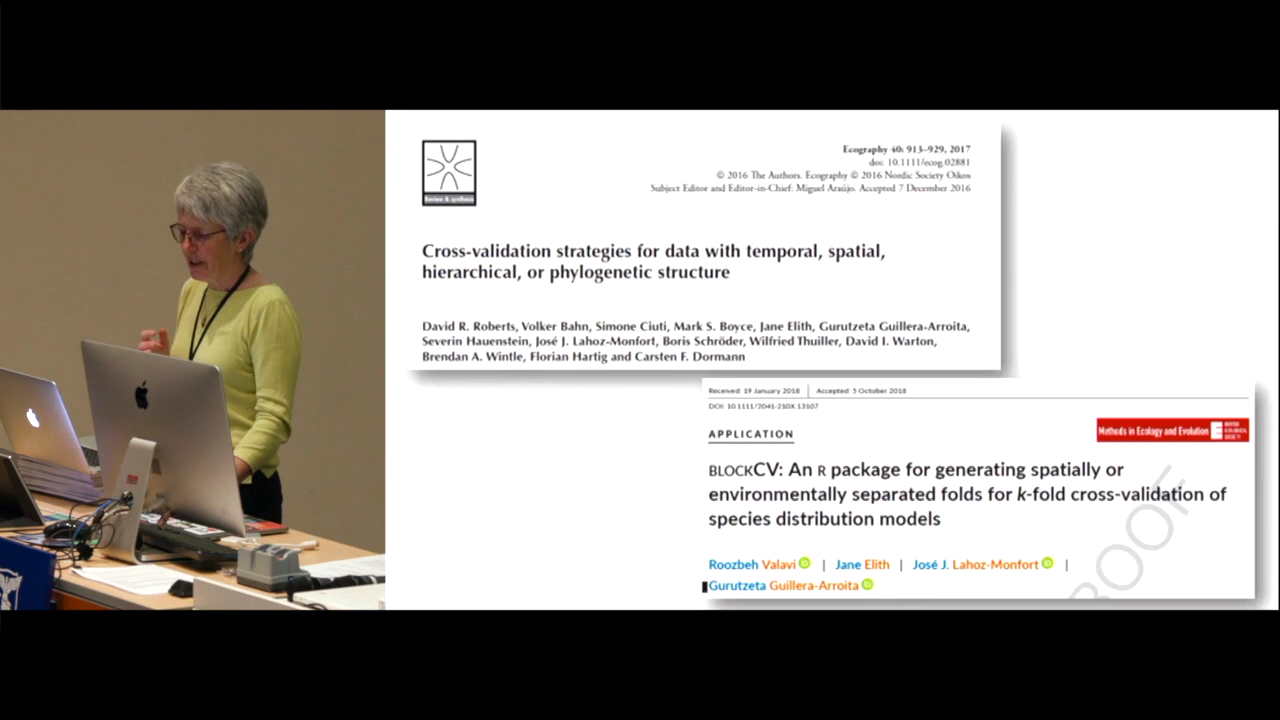 Review & synthesis
Ecography 40: 913–929, 2017
doi: 10.1111/ecog.02881
© 2016 The Authors. Ecography © 2016 Nordic Society Oikos
Subject Editor and Editor-in-Chief: Miguel Araújo. Accepted 7 December 2016
Cross-validation strategies for data with temporal, spatial,
hierarchical, or phylogenetic structure
David R. Roberts, Volker Bahn, Simone Ciuti, Mark S. Boyce, Jane Elith, Gurutzeta Guillera-Arroita,
Severin Hauenstein, José J. Lahoz-Monfort, Boris Schröder, Wilfried Thuiller, David I. Warton,
Brendan A. Wintle, Florian Hartig and Carsten F. Dormann
Received: 19 January 2018 | Accepted: 5 October 2018
DOI: 10.1111/2041-210X.13107
APPLICATION
Methods in Ecology and Evolution
BRITISH
ECOLOGICAL
SOCIETY
BLOCKCV: An R package for generating spatially or
environmentally separated folds for k-fold cross-validation of
species distribution models
Roozbeh Valavi | Jane Elith | José J. Lahoz-Monfort |
Gurutzeta Guillera-Arroita
ROOF